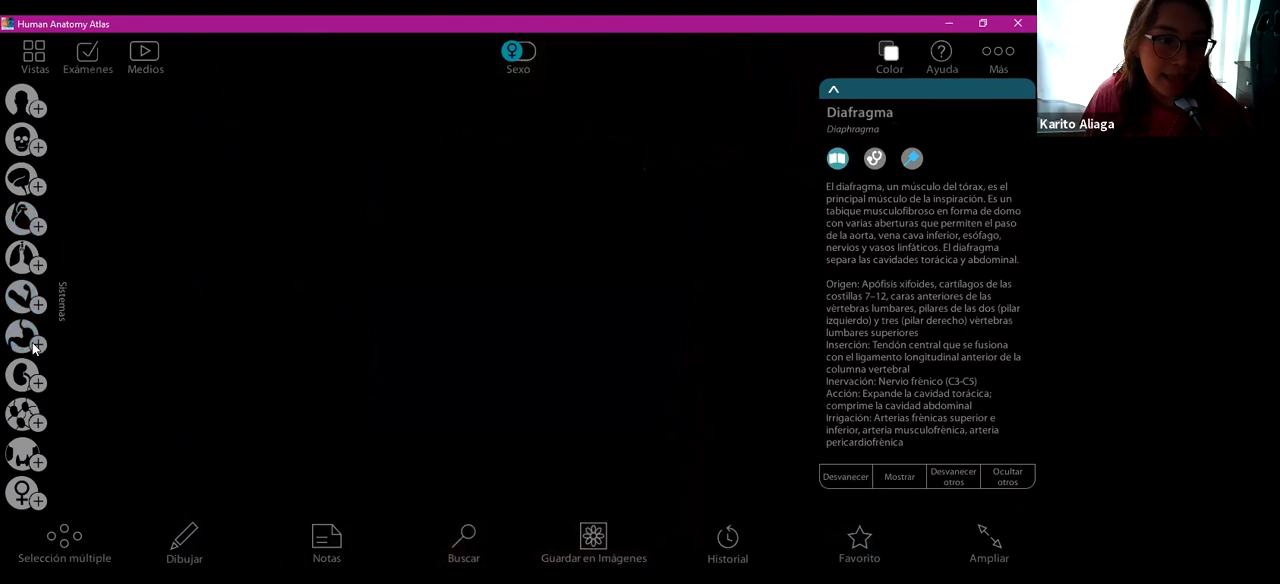 Human Anatomy Atlas
Vistas
Exámenes
Medios
Sexo
Color
Ayuda
Más
Karito Aliaga
Sistemas
Diafragma
Diaphragma
El diafragma, un músculo del tórax, es el
principal músculo de la inspiración. Es un
tabique musculofibroso en forma de domo
con varias aberturas que permiten el paso
de la aorta, vena cava inferior, esófago,
nervios y vasos linfáticos. El diafragma
separa las cavidades torácica y abdominal.
Origen: Apófisis xifoides, cartílagos de las
costillas 7–12, caras anteriores de las
vértebras lumbares, pilares de las dos (pilar
izquierdo) y tres (pilar derecho) vértebras
lumbares superiores
Inserción: Tendón central que se fusiona
con el ligamento longitudinal anterior de la
columna vertebral
Inervación: Nervio frénico (C3-C5)
Acción: Expande la cavidad torácica;
comprime la cavidad abdominal
Irrigación: Arterias frénicas superior e
inferior, arteria musculofrénica, arteria
pericardiofrénica
Desvanecer
Mostrar
Desvanecer
otros
Ocultar
otros
Selección múltiple
Dibujar
Notas
Buscar
Guardar en Imágenes
Historial
Favorito
Ampliar